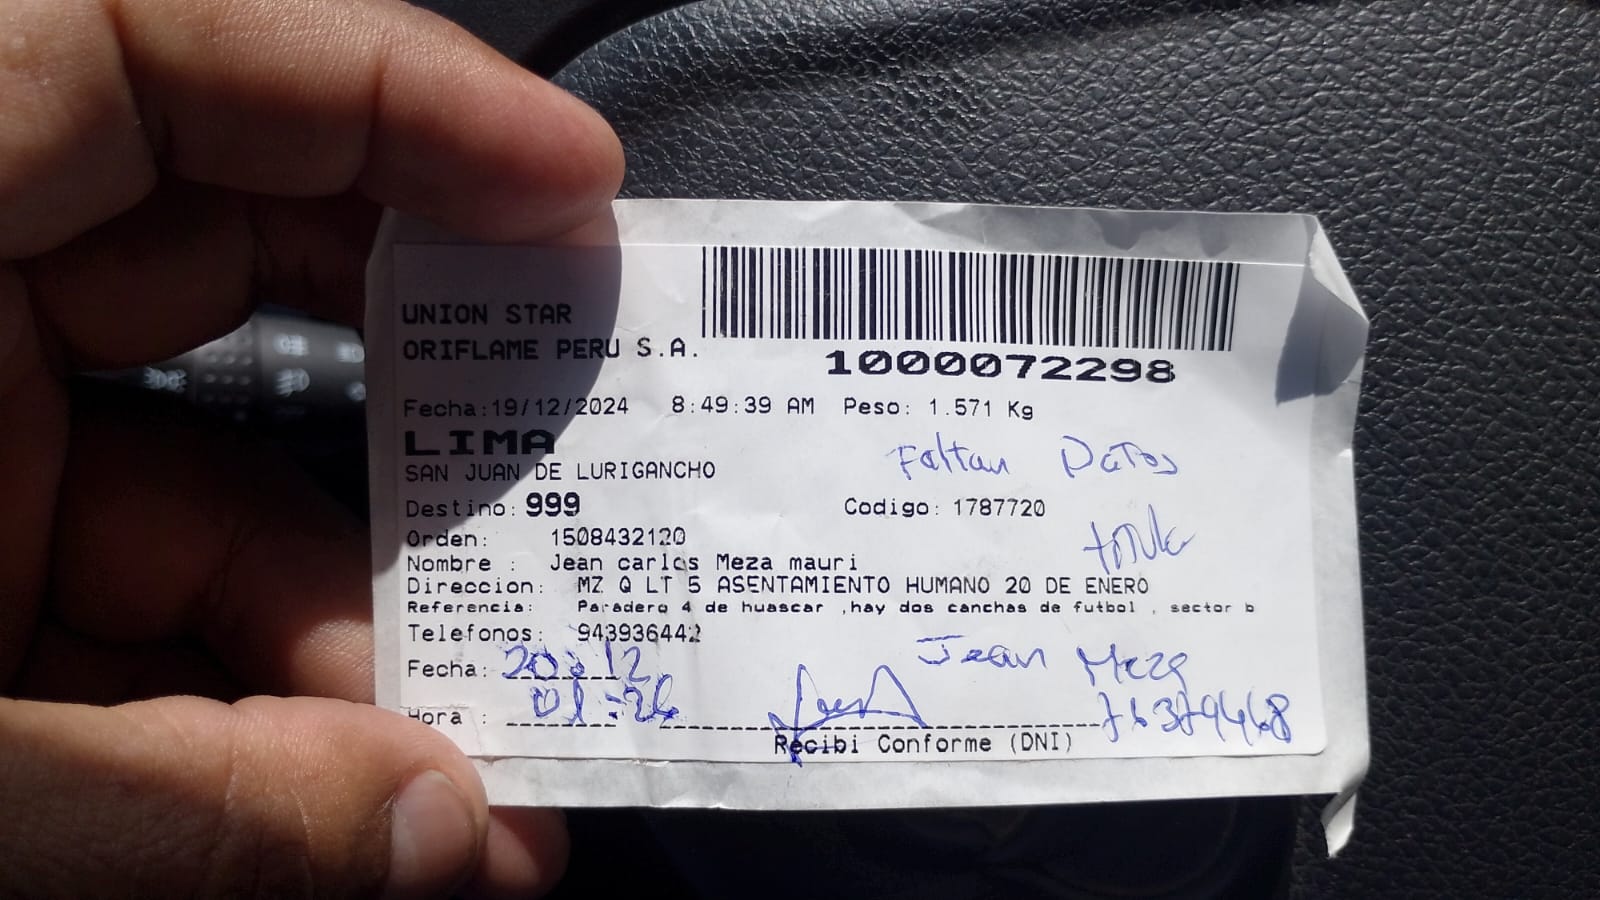 UNION STAR
ORIFLAME PERU S.A.
1000072298
Fecha:19/12/2024 8:49:39 AM Peso: 1.571 Kg
LIMA
Faltan Datos
SAN JUAN DE LURIGANCHO
Destino: 999 Codigo: 1787720
Orden: 1508432120
Nombre : Jean carlos Meza mauri
Direccion: MZ Q LT 5 ASENTAMIENTO HUMANO 20 DE ENERO
Referencia: Paradero 4 de huascar ,hay dos canchas de futbol , sector b
Telefonos: 943936442
Jean Meza
Fecha: 20 12
Hora : 01:26
76379468
Recibi Conforme (DNI)